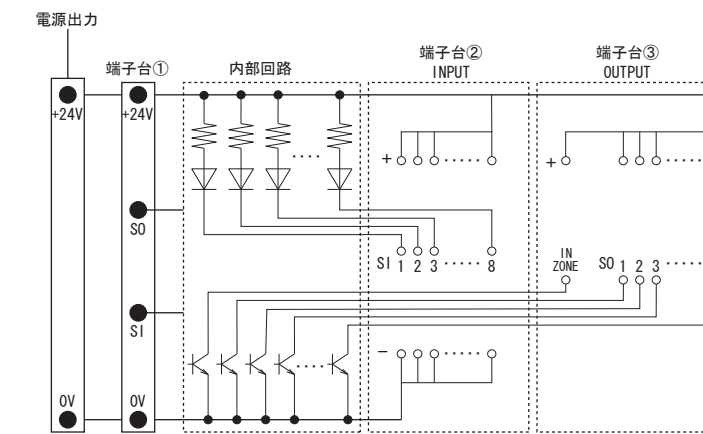 電源出力
端子台①
内部回路
端子台②
INPUT
端子台③
OUTPUT
+24V
+24V
+
+
SO
SI 1 2 3 ····· 8
IN
ZONE
SO 1 2 3 ·····
SI
−
0V
0V